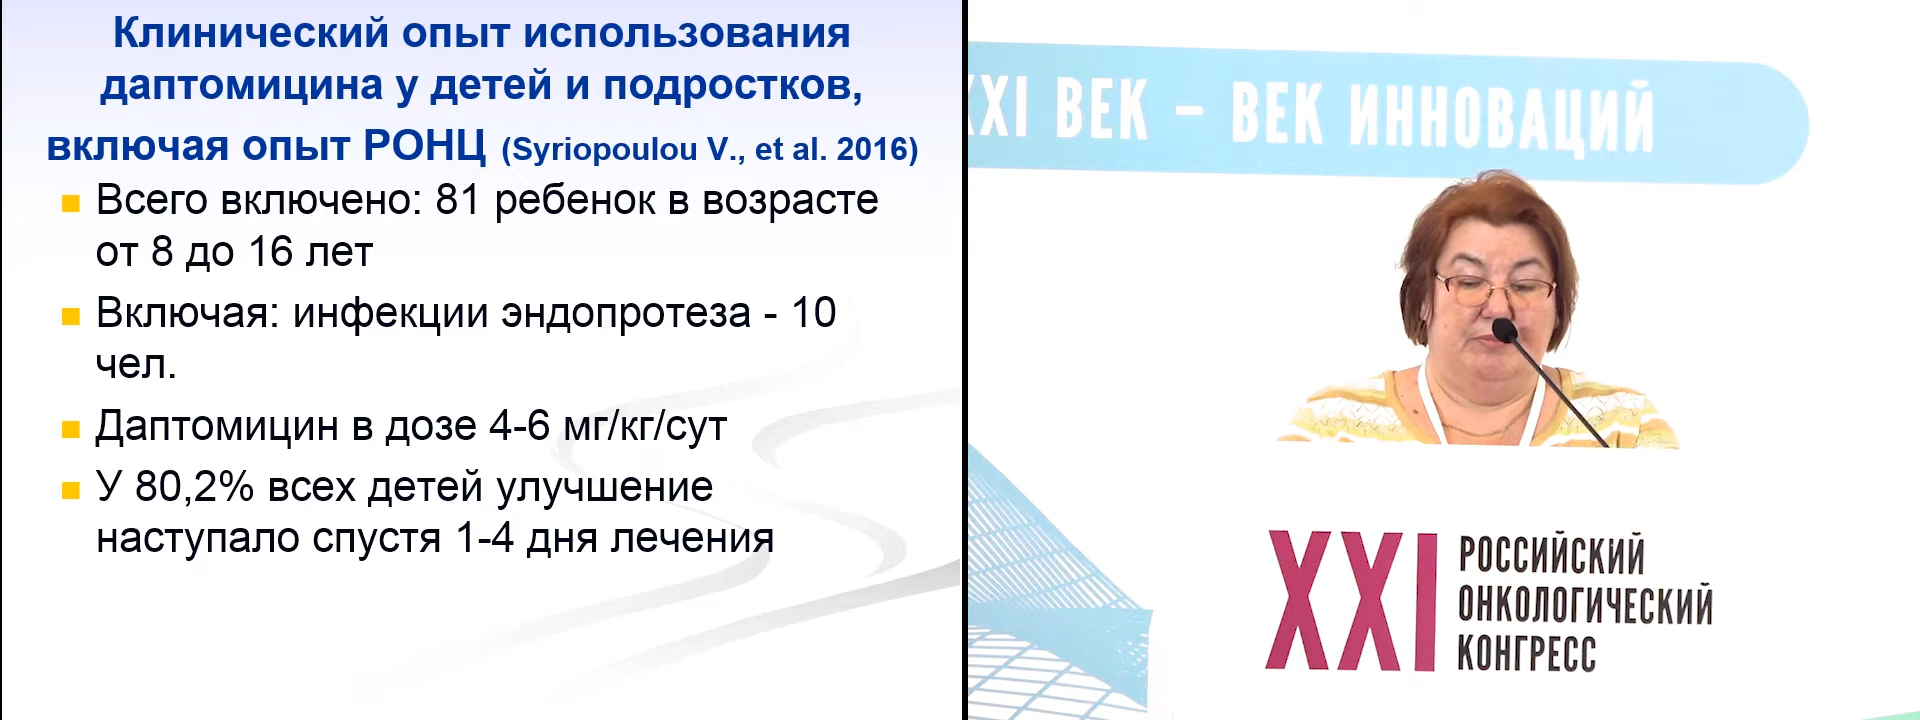 Клинический опыт использования
даптомицина у детей и подростков,
включая опыт РОНЦ (Syriopoulou V., et al. 2016)
Всего включено: 81 ребенок в возрасте
от 8 до 16 лет
Включая: инфекции эндопротеза - 10
чел.
Даптомицин в дозе 4-6 мг/кг/сут
У 80,2% всех детей улучшение
наступало спустя 1-4 дня лечения
XXI ВЕК – ВЕК ИННОВАЦИЙ
XXI
РОССИЙСКИЙ
ОНКОЛОГИЧЕСКИЙ
КОНГРЕСС